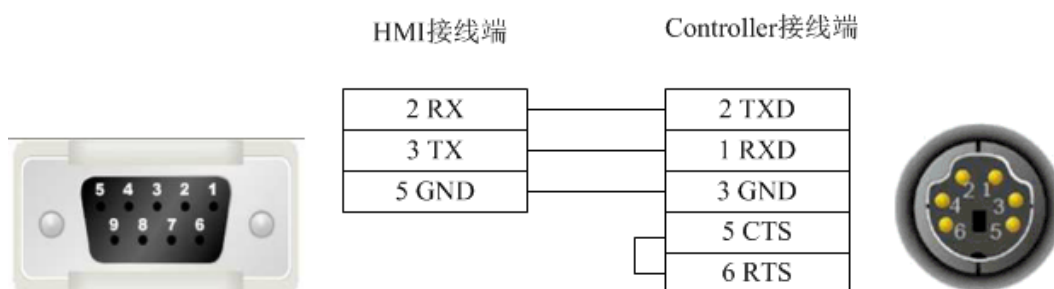 HMI接线端
Controller接线端
2 RX
2 TXD
3 TX
1 RXD
5 GND
3 GND
5 CTS
6 RTS
5 4 3 2 1
9 8 7 6
2 1
4 3
6 5